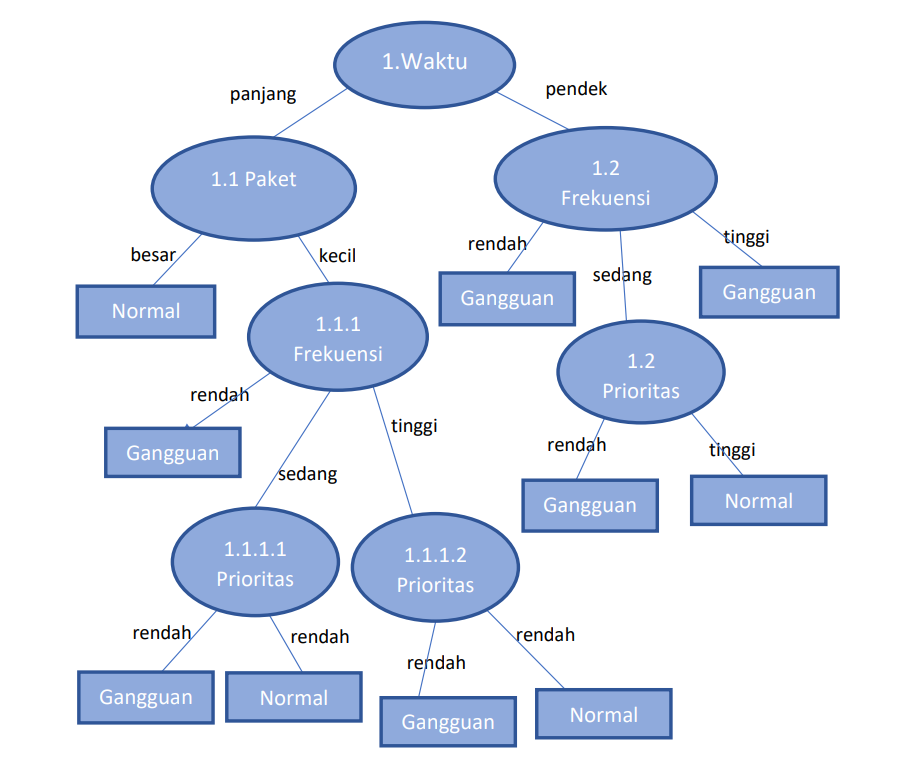 1.Waktu
panjang
pendek
1.1 Paket
1.2
Frekuensi
besar
kecil
rendah
sedang
tinggi
Normal
1.1.1
Frekuensi
Gangguan
Gangguan
1.2
Prioritas
rendah
sedang
tinggi
Gangguan
rendah
tinggi
Gangguan
Normal
1.1.1.1
Prioritas
1.1.1.2
Prioritas
rendah
rendah
rendah
rendah
Gangguan
Normal
Gangguan
Normal